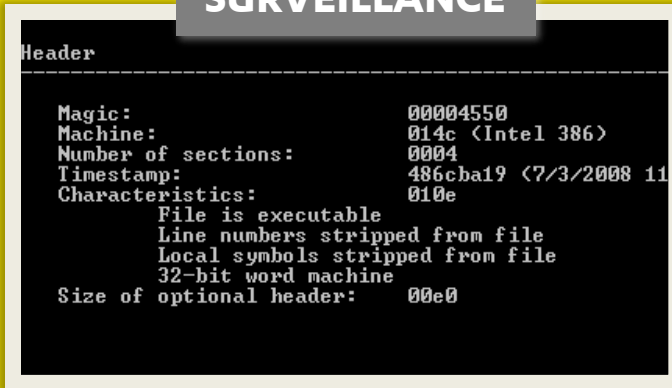 SURVEILLANCE
Header
Magic: 00004550
Machine: 014c (Intel 386)
Number of sections: 0004
Timestamp: 486cba19 (7/3/2008 11
Characteristics: 010e
File is executable
Line numbers stripped from file
Local symbols stripped from file
32-bit word machine
Size of optional header: 00e0